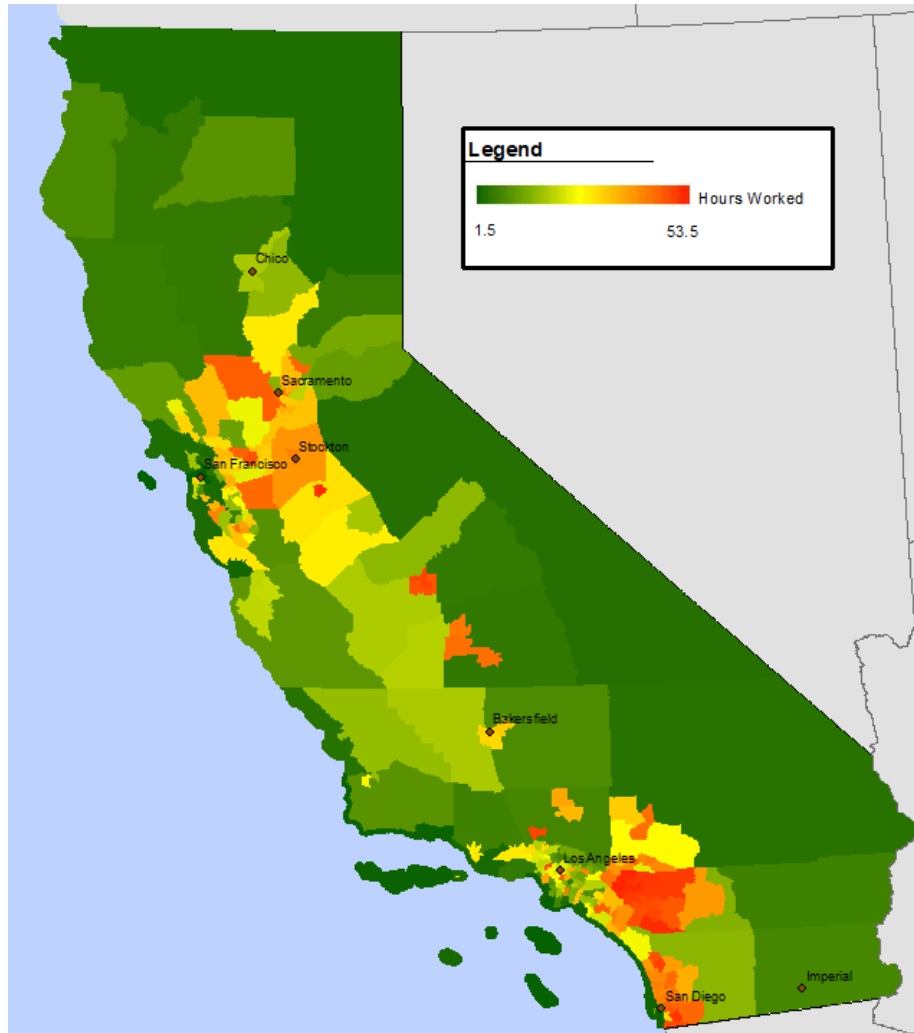 Legend
Hours Worked
1.5 53.5
Chico
Sacramento
Stockton
San Francisco
Bakersfield
Los Angeles
Imperial
San Diego